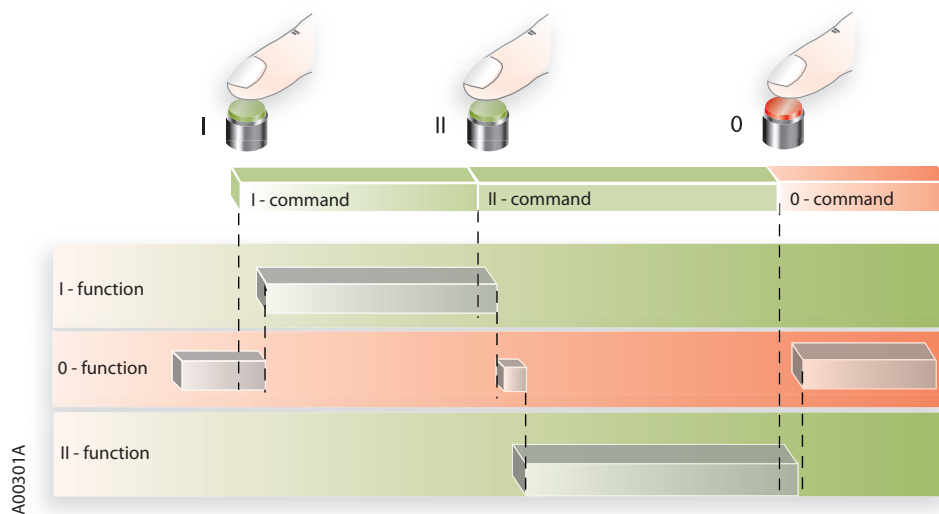 I
II
0
I - command
II - command
0 - command
I - function
0 - function
II - function
A00301A